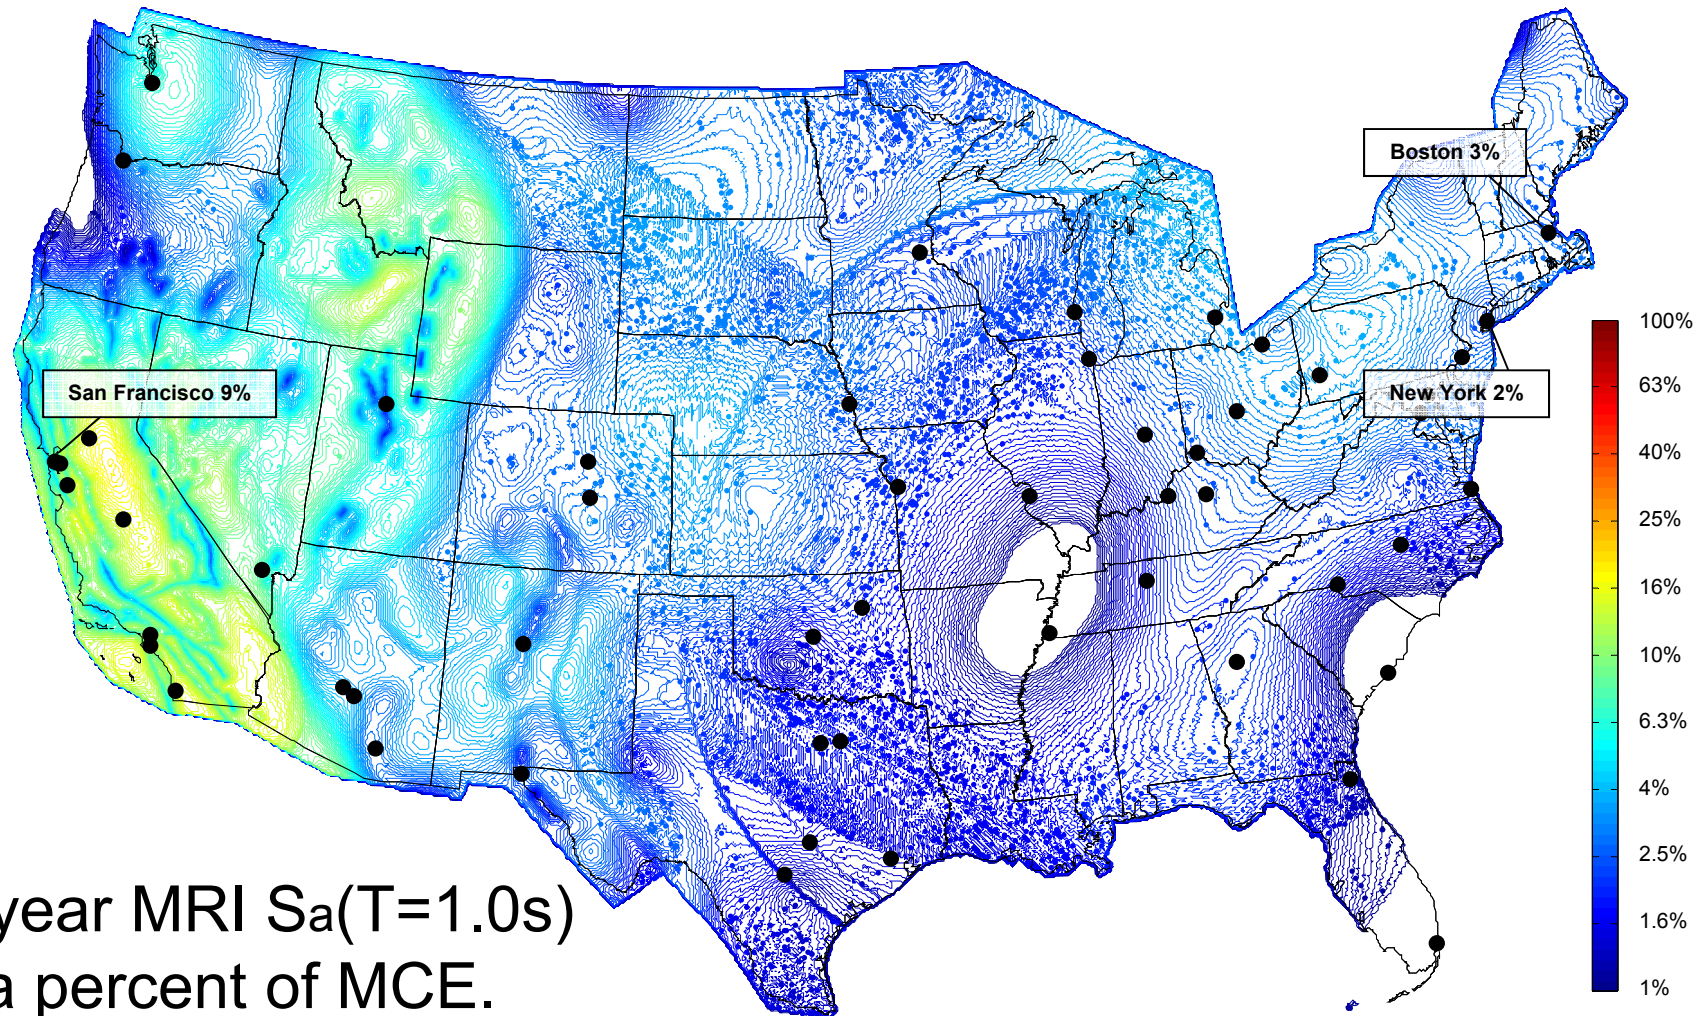 Boston 3%
San Francisco 9%
New York 2%
100%
63%
40%
25%
16%
10%
6.3%
4%
2.5%
1.6%
1%
year MRI Sa(T=1.0s)
a percent of MCE.